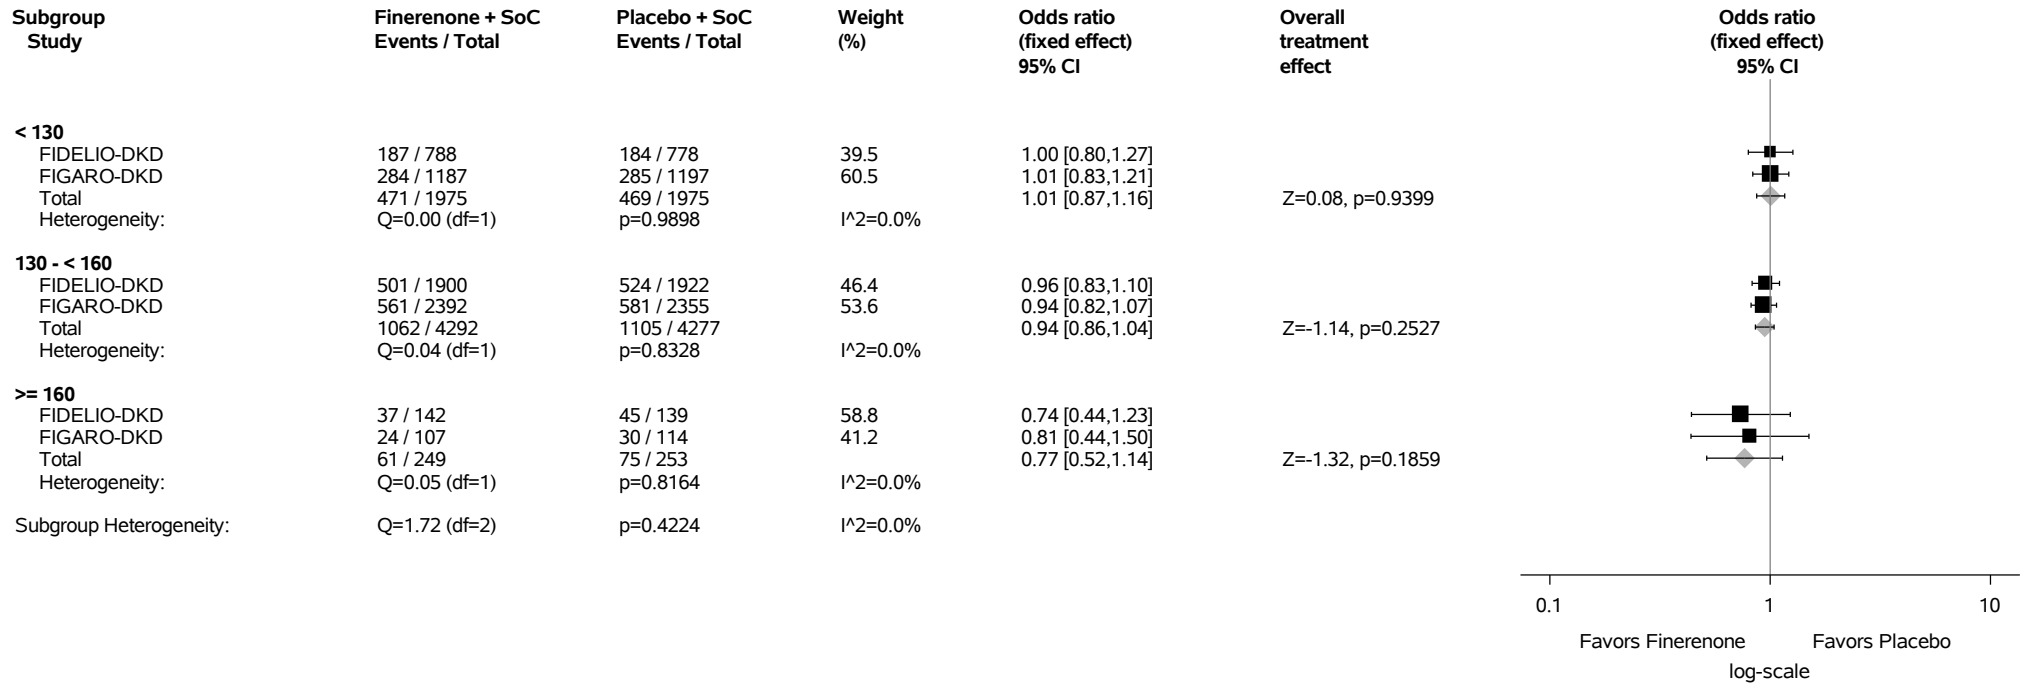 Subgroup Finerenone + SoC Placebo + SoC Weight Odds ratio Overall Odds ratio
Study Events / Total Events / Total (%) (fixed effect) treatment (fixed effect)
95% CI effect 95% CI
< 130
FIDELIO-DKD 187 / 788 184 / 778 39.5 1.00 [0.80,1.27]
FIGARO-DKD 284 / 1187 285 / 1197 60.5 1.01 [0.83,1.21]
Total 471 / 1975 469 / 1975 1.01 [0.87,1.16] Z=0.08, p=0.9399
Heterogeneity: Q=0.00 (df=1) p=0.9898 I^2=0.0%
130 - < 160
FIDELIO-DKD 501 / 1900 524 / 1922 46.4 0.96 [0.83,1.10]
FIGARO-DKD 561 / 2392 581 / 2355 53.6 0.94 [0.82,1.07]
Total 1062 / 4292 1105 / 4277 0.94 [0.86,1.04] Z=-1.14, p=0.2527
Heterogeneity: Q=0.04 (df=1) p=0.8328 I^2=0.0%
>= 160
FIDELIO-DKD 37 / 142 45 / 139 58.8 0.74 [0.44,1.23]
FIGARO-DKD 24 / 107 30 / 114 41.2 0.81 [0.44,1.50]
Total 61 / 249 75 / 253 0.77 [0.52,1.14] Z=-1.32, p=0.1859
Heterogeneity: Q=0.05 (df=1) p=0.8164 I^2=0.0%
Subgroup Heterogeneity: Q=1.72 (df=2) p=0.4224 I^2=0.0%
0.1 1 10
Favors Finerenone Favors Placebo
log-scale